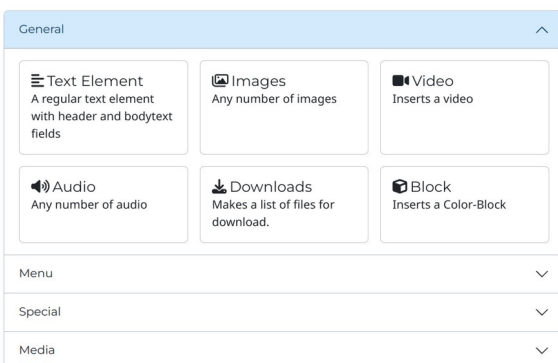 General
Text Element
A regular text element
with header and bodytext
fields
Images
Any number of images
Video
Inserts a video
Audio
Any number of audio
Downloads
Makes a list of files for
download.
Block
Inserts a Color-Block
Menu
Special
Media